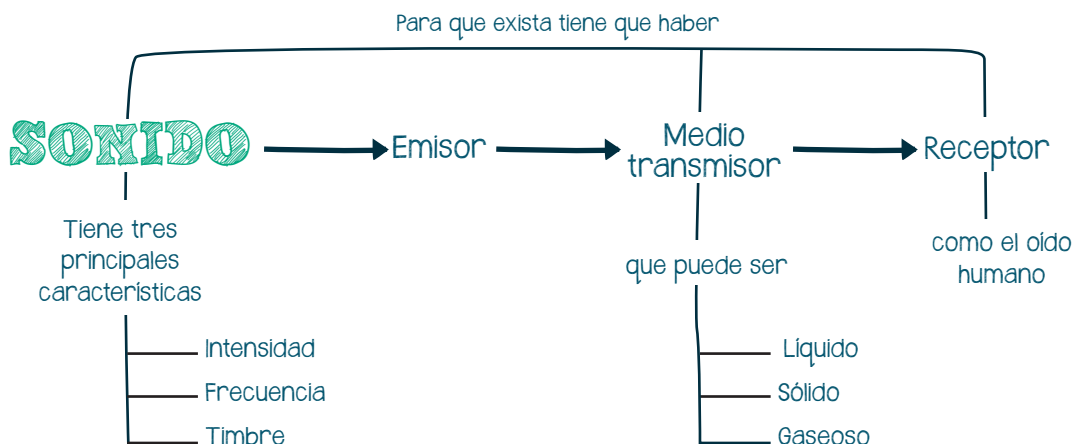 Para que exista tiene que haber
SONIDO
Emisor
Medio
transmisor
Receptor
Tiene tres
principales
características
que puede ser
como el oído
humano
Intensidad
Frecuencia
Timbre
Líquido
Sólido
Gaseoso